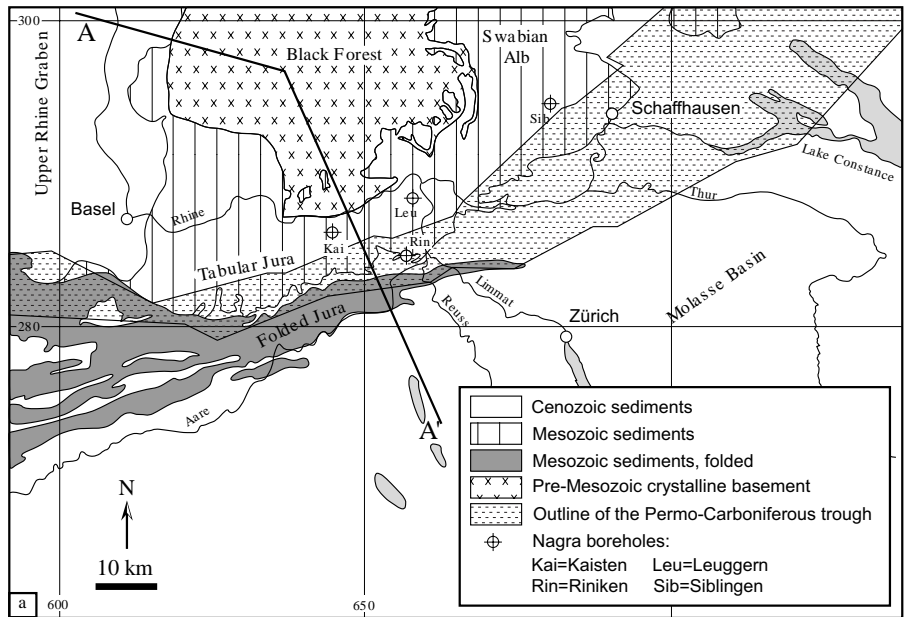 300
A
Black Forest
Swabian
Alb
Upper Rhine Graben
Sib
Schaffhausen
Lake Constance
Thur
Basel
Rhine
Leu
Kai
Rin
Tabular Jura
Folded Jura
Limmat
Reuss
Molasse Basin
Zürich
280
Aare
A'
Cenozoic sediments
Mesozoic sediments
Mesozoic sediments, folded
Pre-Mesozoic crystalline basement
Outline of the Permo-Carboniferous trough
Nagra boreholes:
Kai=Kaisten Leu=Leuggern
Rin=Riniken Sib=Siblingen
N
10 km
a
600
650